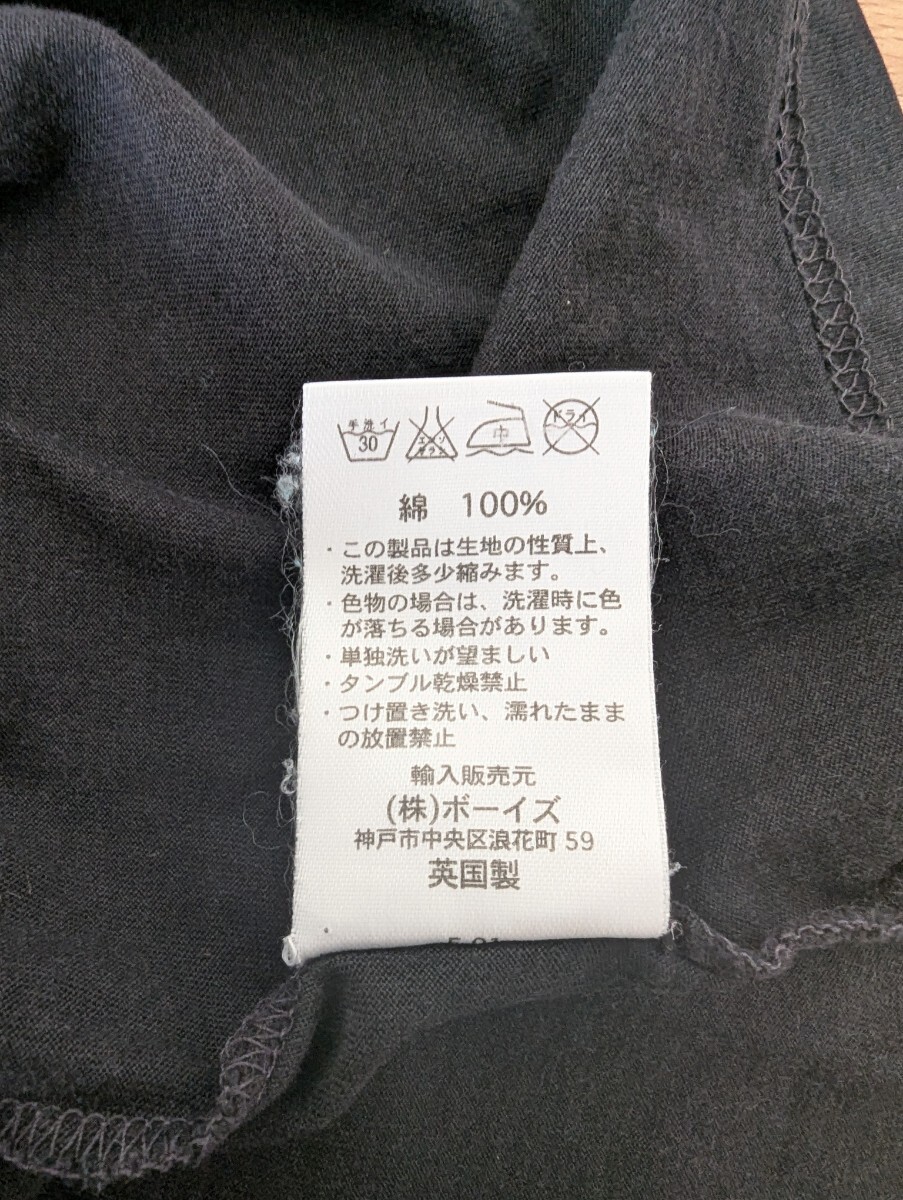 手洗イ
30
エンソ
サラシ
中
ドライ
綿 100%
・この製品は生地の性質上、
洗濯後多少縮みます。
・色物の場合は、洗濯時に色
が落ちる場合があります。
・単独洗いが望ましい
・タンブル乾燥禁止
・つけ置き洗い、濡れたまま
の放置禁止
輸入販売元
(株)ボーイズ
神戸市中央区浪花町 59
英国製